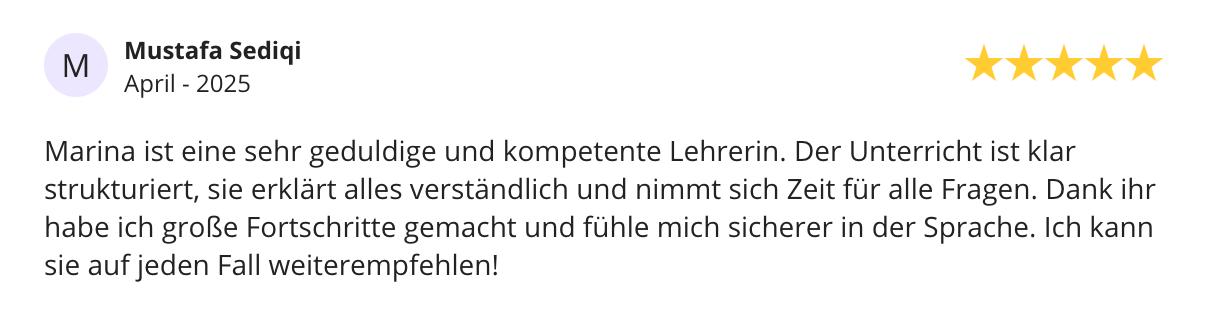 M
Mustafa Sediqi
April - 2025
Marina ist eine sehr geduldige und kompetente Lehrerin. Der Unterricht ist klar
strukturiert, sie erklärt alles verständlich und nimmt sich Zeit für alle Fragen. Dank ihr
habe ich große Fortschritte gemacht und fühle mich sicherer in der Sprache. Ich kann
sie auf jeden Fall weiterempfehlen!